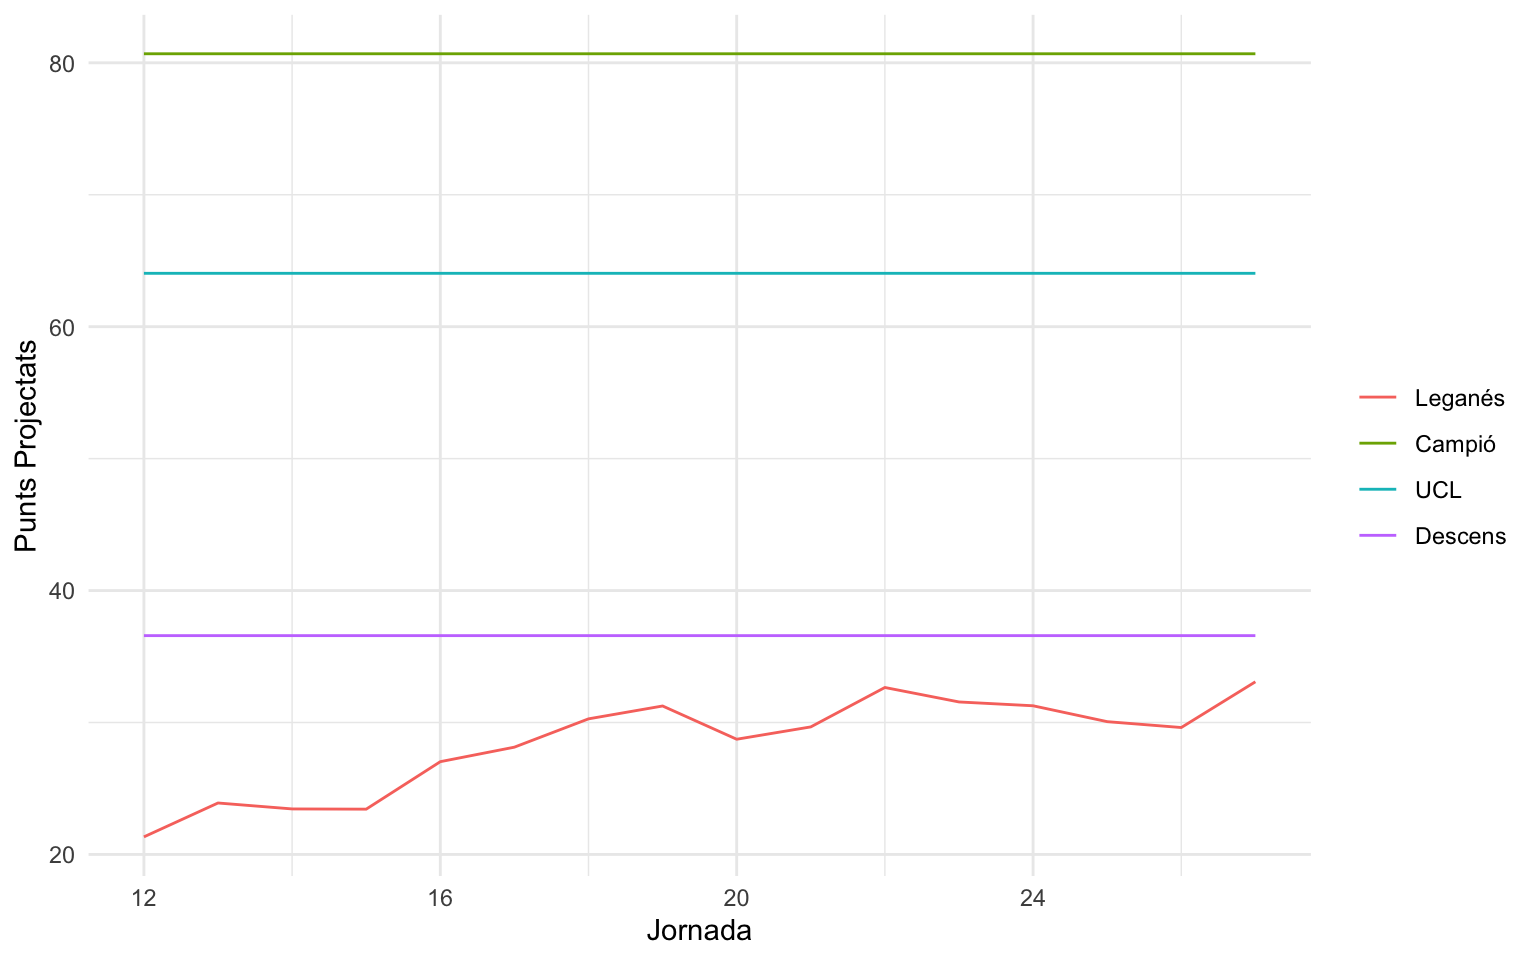 80
60
40
20
Punts Projectats
12 16 20 24
Jornada
Leganés
Campió
UCL
Descens